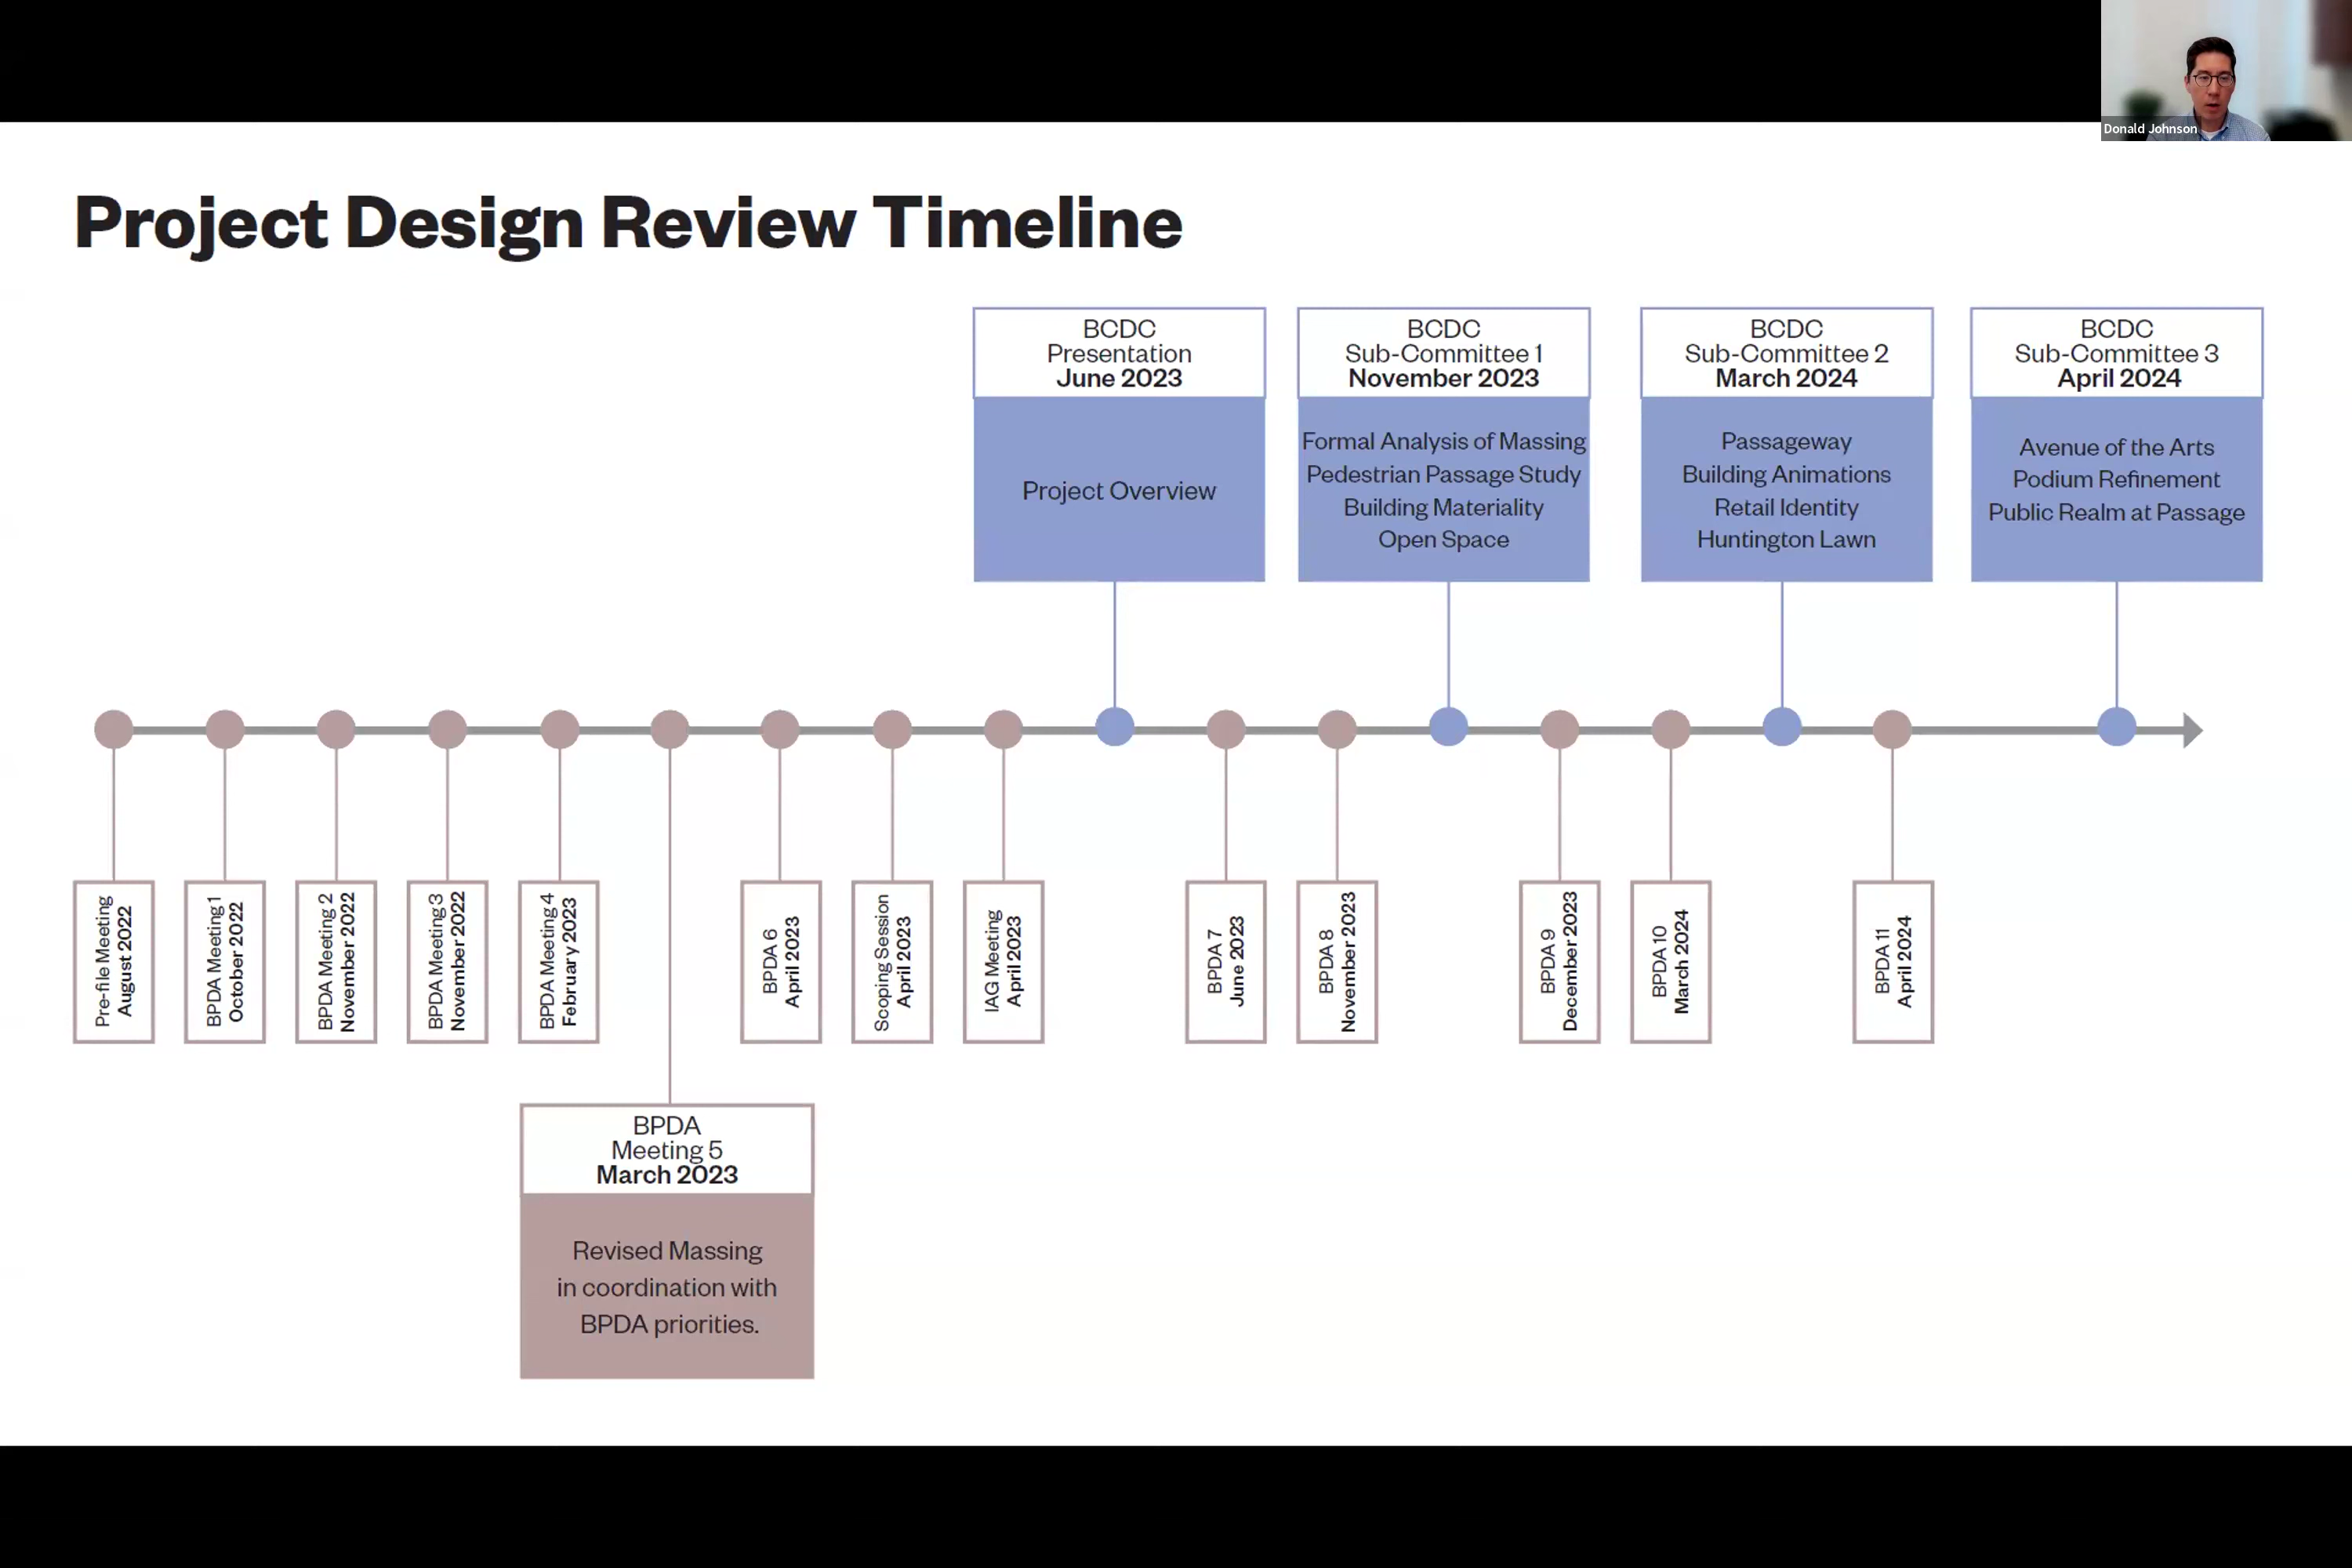 Donald Johnson
Project Design Review Timeline
BCDC
Presentation
June 2023
Project Overview
BCDC
Sub-Committee 1
November 2023
Formal Analysis of Massing
Pedestrian Passage Study
Building Materiality
Open Space
BCDC
Sub-Committee 2
March 2024
Passageway
Building Animations
Retail Identity
Huntington Lawn
BCDC
Sub-Committee 3
April 2024
Avenue of the Arts
Podium Refinement
Public Realm at Passage
Pre-file Meeting
August 2022
BPDA Meeting 1
October 2022
BPDA Meeting 2
November 2022
BPDA Meeting 3
November 2022
BPDA Meeting 4
February 2023
BPDA 6
April 2023
Scoping Session
April 2023
IAG Meeting
April 2023
BPDA 7
June 2023
BPDA 8
November 2023
BPDA 9
December 2023
BPDA 10
March 2024
BPDA 11
April 2024
BPDA
Meeting 5
March 2023
Revised Massing
in coordination with
BPDA priorities.